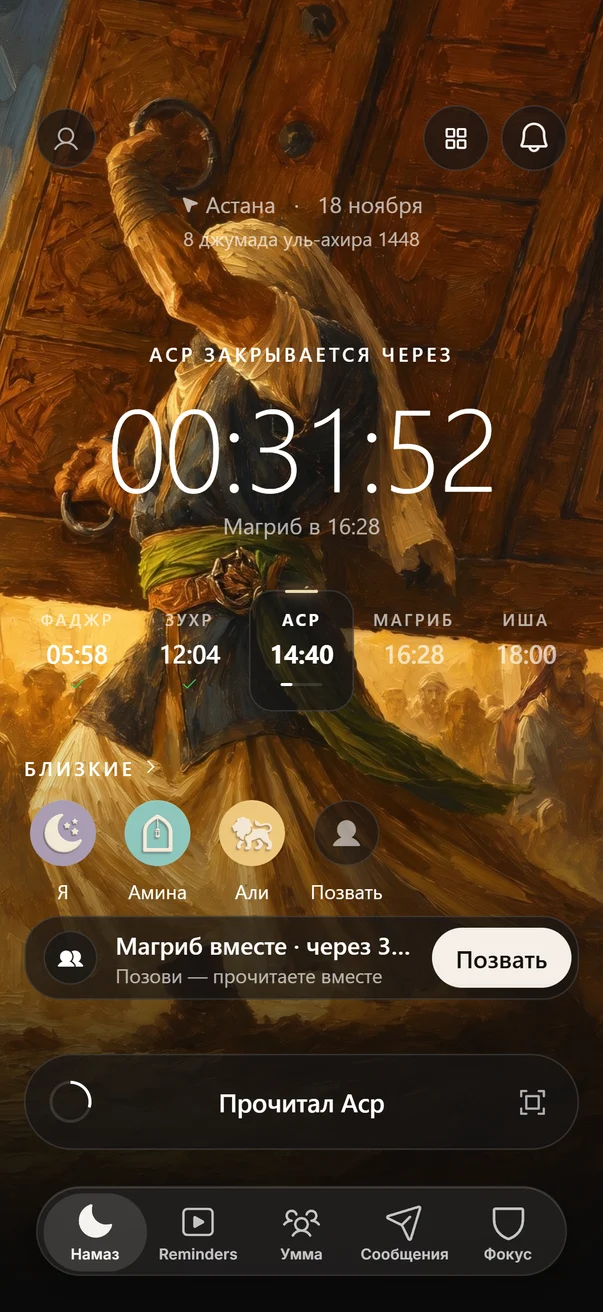 Астана · 18 ноября
8 джумада уль-ахира 1448
АСР ЗАКРЫВАЕТСЯ ЧЕРЕЗ
00:31:52
Магриб в 16:28
ФАДЖР ЗУХР АСР МАГРИБ ИША
05:58 12:04 14:40 16:28 18:00
БЛИЗКИЕ
Я Амина Али Позвать
Магриб вместе · через 3...
Позови — прочитаете вместе
Позвать
Прочитал Аср
Намаз Reminders Умма Сообщения Фокус